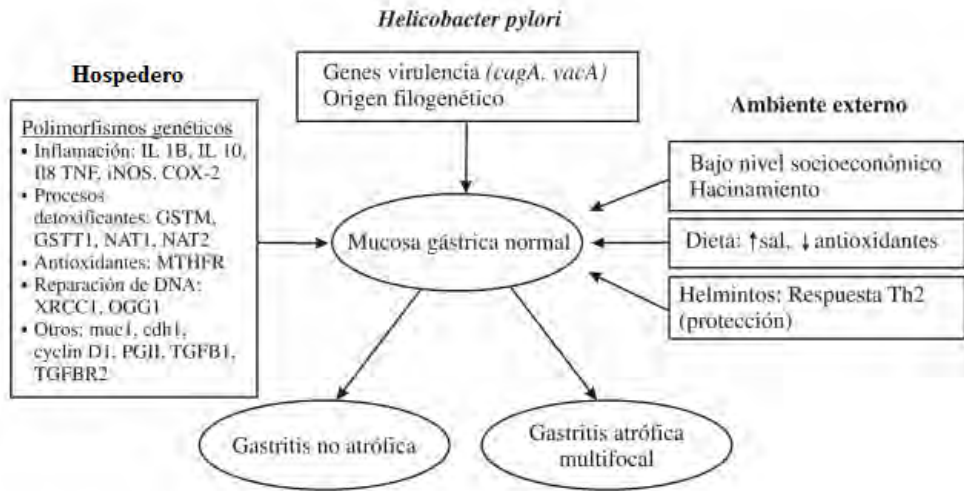 Helicobacter pylori
Genes virulencia (cagA, vacA)
Origen filogenético
Hospedero
Polimorfismos genéticos
• Inflamación: IL 1B, IL 10,
Il8 TNF, iNOS, COX-2
• Procesos
detoxificantes: GSTM,
GSTT1, NAT1, NAT2
• Antioxidantes: MTHFR
• Reparación de DNA:
XRCC1, OGG1
• Otros: muc1, cdh1,
cyclin D1, PGII, TGFB1,
TGFBR2
Ambiente externo
Bajo nivel socioeconómico
Hacinamiento
Dieta: ↑sal, ↓ antioxidantes
Helmintos: Respuesta Th2
(protección)
Mucosa gástrica normal
Gastritis no atrófica
Gastritis atrófica
multifocal